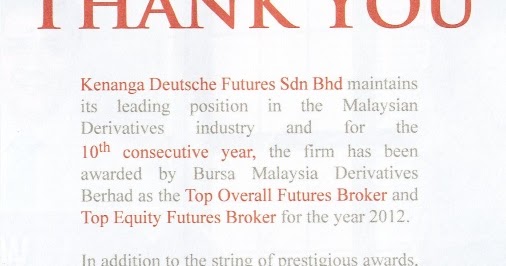 THANK YOU
Kenanga Deutsche Futures Sdn Bhd maintains
its leading position in the Malaysian
Derivatives industry and for the
10th consecutive year, the firm has been
awarded by Bursa Malaysia Derivatives
Berhad as the Top Overall Futures Broker and
Top Equity Futures Broker for the year 2012.
In addition to the string of prestigious awards,